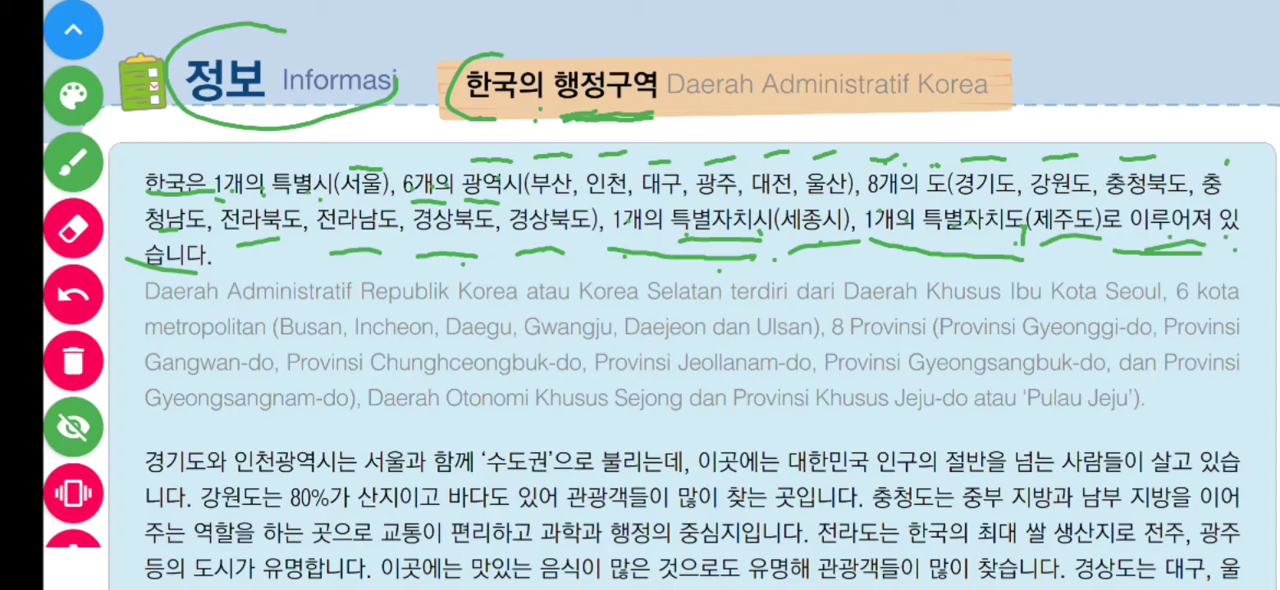 정보 Informasi
한국의 행정구역 Daerah Administratif Korea
한국은 1개의 특별시(서울), 6개의 광역시(부산, 인천, 대구, 광주, 대전, 울산), 8개의 도(경기도, 강원도, 충청북도, 충
청남도, 전라북도, 전라남도, 경상북도, 경상북도), 1개의 특별자치시(세종시), 1개의 특별자치도(제주도)로 이루어져 있
습니다.
Daerah Administratif Republik Korea atau Korea Selatan terdiri dari Daerah Khusus Ibu Kota Seoul, 6 kota
metropolitan (Busan, Incheon, Daegu, Gwangju, Daejeon dan Ulsan), 8 Provinsi (Provinsi Gyeonggi-do, Provinsi
Gangwan-do, Provinsi Chunghceongbuk-do, Provinsi Jeollanam-do, Provinsi Gyeongsangbuk-do, dan Provinsi
Gyeongsangnam-do), Daerah Otonomi Khusus Sejong dan Provinsi Khusus Jeju-do atau ‘Pulau Jeju’).
경기도와 인천광역시는 서울과 함께 ‘수도권’으로 불리는데, 이곳에는 대한민국 인구의 절반을 넘는 사람들이 살고 있습
니다. 강원도는 80%가 산지이고 바다도 있어 관광객들이 많이 찾는 곳입니다. 충청도는 중부 지방과 남부 지방을 이어
주는 역할을 하는 곳으로 교통이 편리하고 과학과 행정의 중심지입니다. 전라도는 한국의 최대 쌀 생산지로 전주, 광주
등의 도시가 유명합니다. 이곳에는 맛있는 음식이 많은 것으로도 유명해 관광객들이 많이 찾습니다. 경상도는 대구, 울